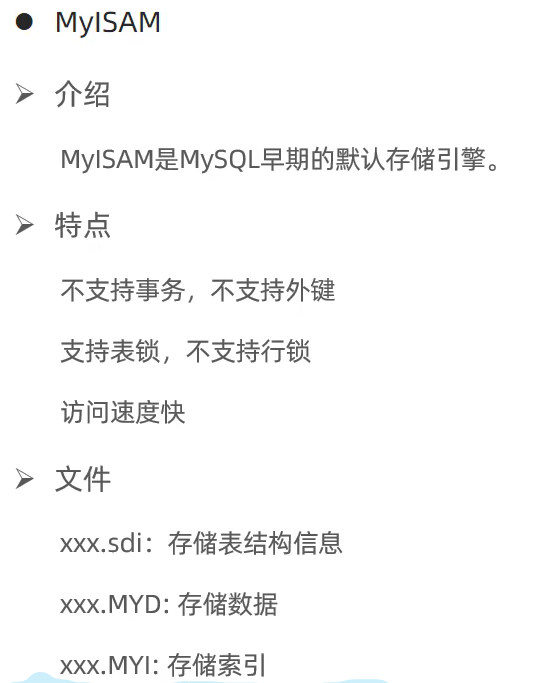 MyISAM
介绍
MyISAM是MySQL早期的默认存储引擎。
特点
不支持事务，不支持外键
支持表锁，不支持行锁
访问速度快
文件
xxx.sdi：存储表结构信息
xxx.MYD: 存储数据
xxx.MYI: 存储索引